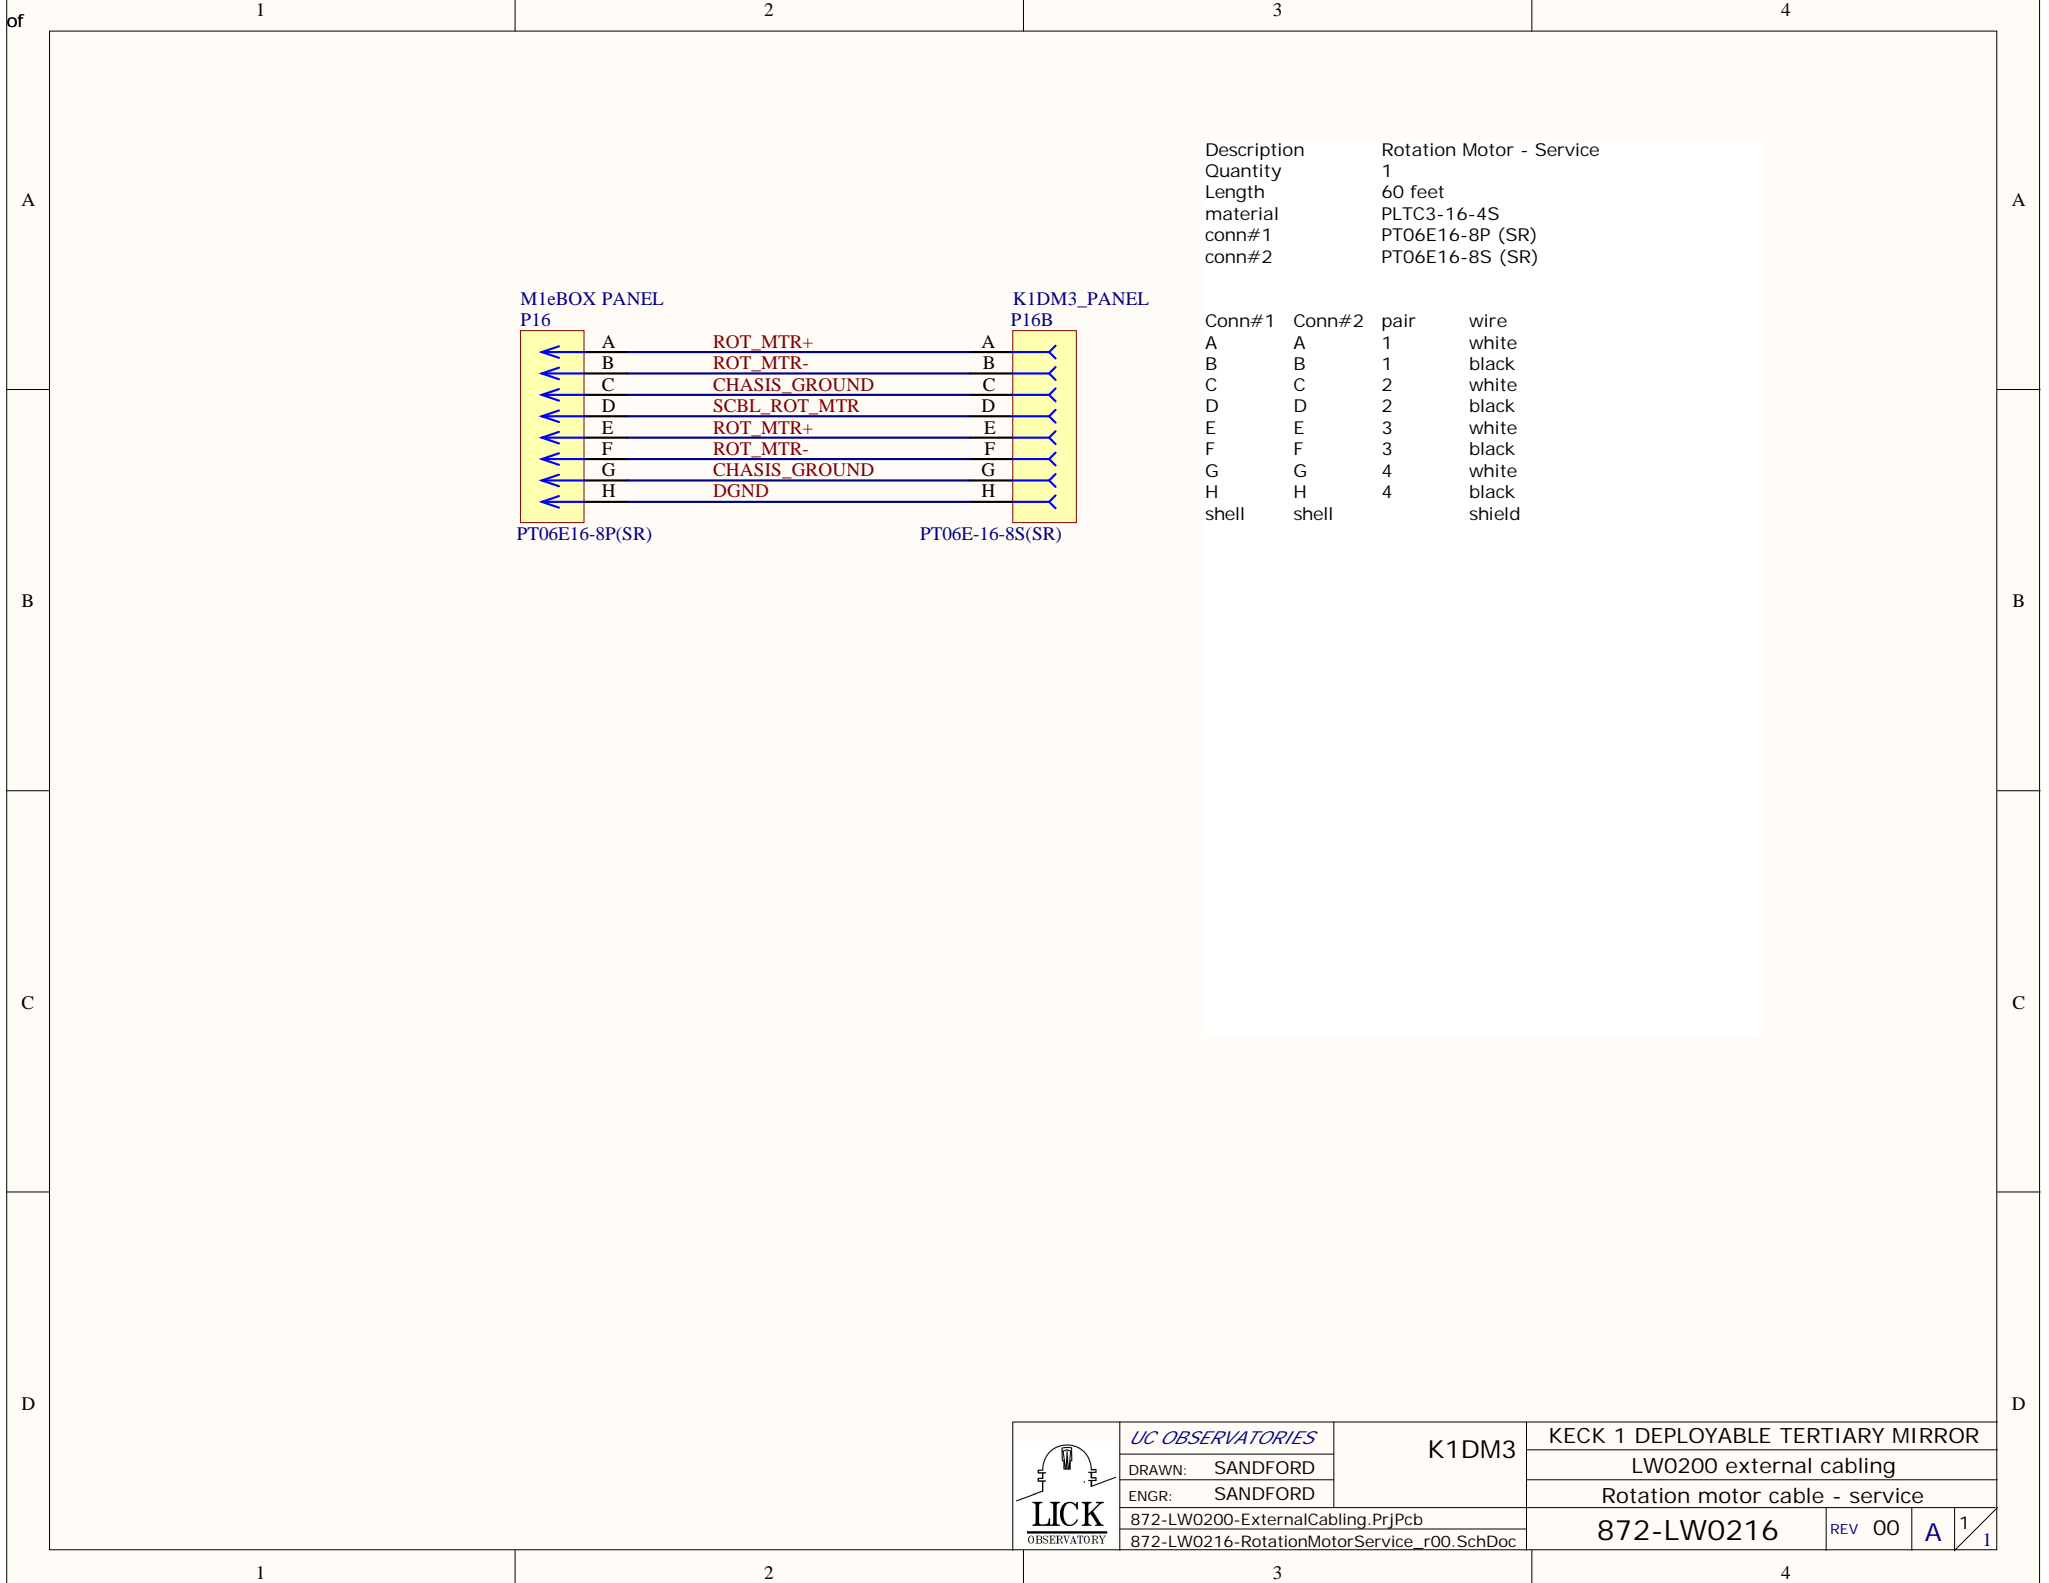 of
1 2 3 4
Description Rotation Motor - Service
Quantity 1
Length 60 feet
material PLTC3-16-4S
conn#1 PT06E16-8P (SR)
conn#2 PT06E16-8S (SR)
A A
M1eBOX PANEL K1DM3_PANEL
P16 P16B
A ROT_MTR+ A
B ROT_MTR- B
C CHASIS_GROUND C
D SCBL_ROT_MTR D
E ROT_MTR+ E
F ROT_MTR- F
G CHASIS_GROUND G
H DGND H
PT06E16-8P(SR) PT06E-16-8S(SR)
Conn#1 Conn#2 pair wire
A A 1 white
B B 1 black
C C 2 white
D D 2 black
E E 3 white
F F 3 black
G G 4 white
H H 4 black
shell shell shield
B B
C C
D D
LICK
OBSERVATORY
UC OBSERVATORIES
DRAWN: SANDFORD
ENGR: SANDFORD
K1DM3
872-LW0200-ExternalCabling.PrjPcb
872-LW0216-RotationMotorService_r00.SchDoc
KECK 1 DEPLOYABLE TERTIARY MIRROR
LW0200 external cabling
Rotation motor cable - service
872-LW0216 REV 00 A 1/1
1 2 3 4